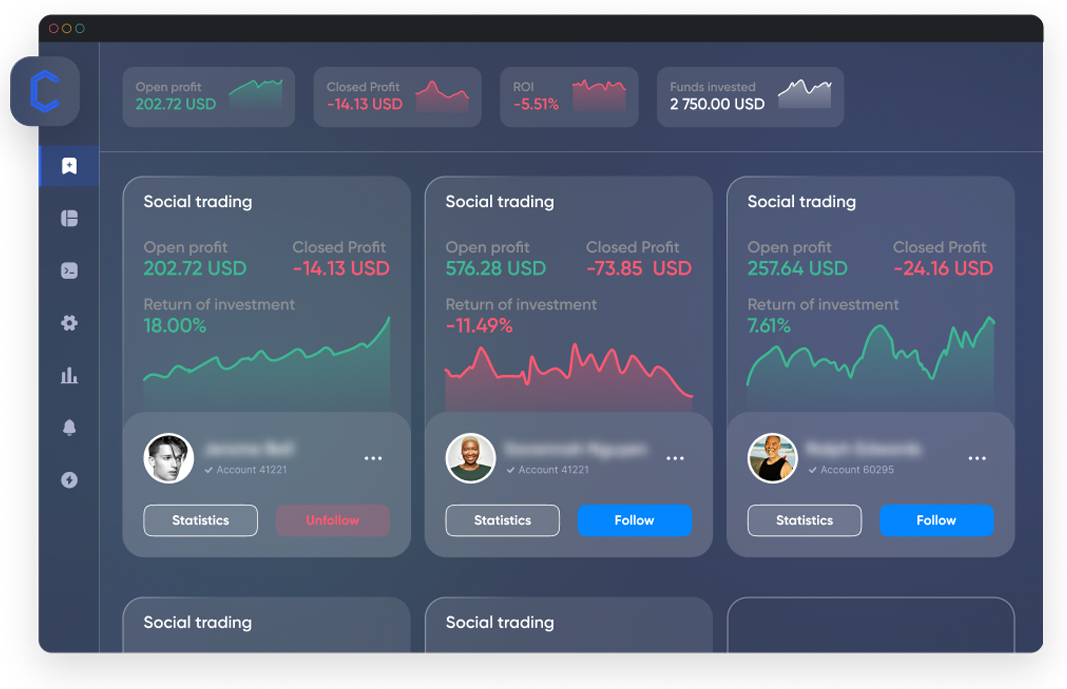 Open profit
202.72 USD
Closed Profit
-14.13 USD
ROI
-5.51%
Funds invested
2 750.00 USD
Social trading
Open profit
Closed Profit
202.72 USD
-14.13 USD
Return of investment
18.00%
Account 41221
Statistics
Unfollow
Social trading
Open profit
Closed Profit
576.28 USD
-73.85 USD
Return of investment
-11.49%
Account 41221
Statistics
Follow
Social trading
Open profit
Closed Profit
257.64 USD
-24.16 USD
Return of investment
7.61%
Account 60295
Statistics
Follow
Social trading
Social trading